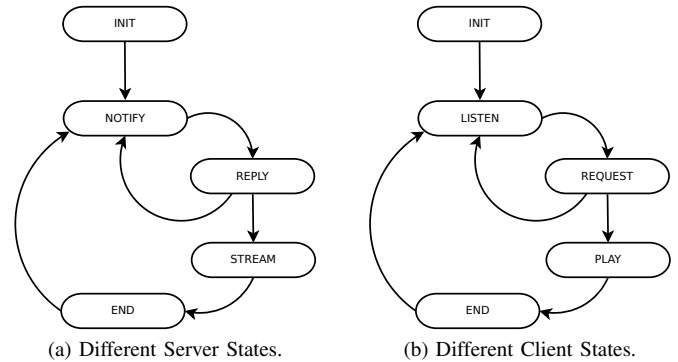 INIT
NOTIFY
REPLY
STREAM
END
(a) Different Server States.
INIT
LISTEN
REQUEST
PLAY
END
(b) Different Client States.